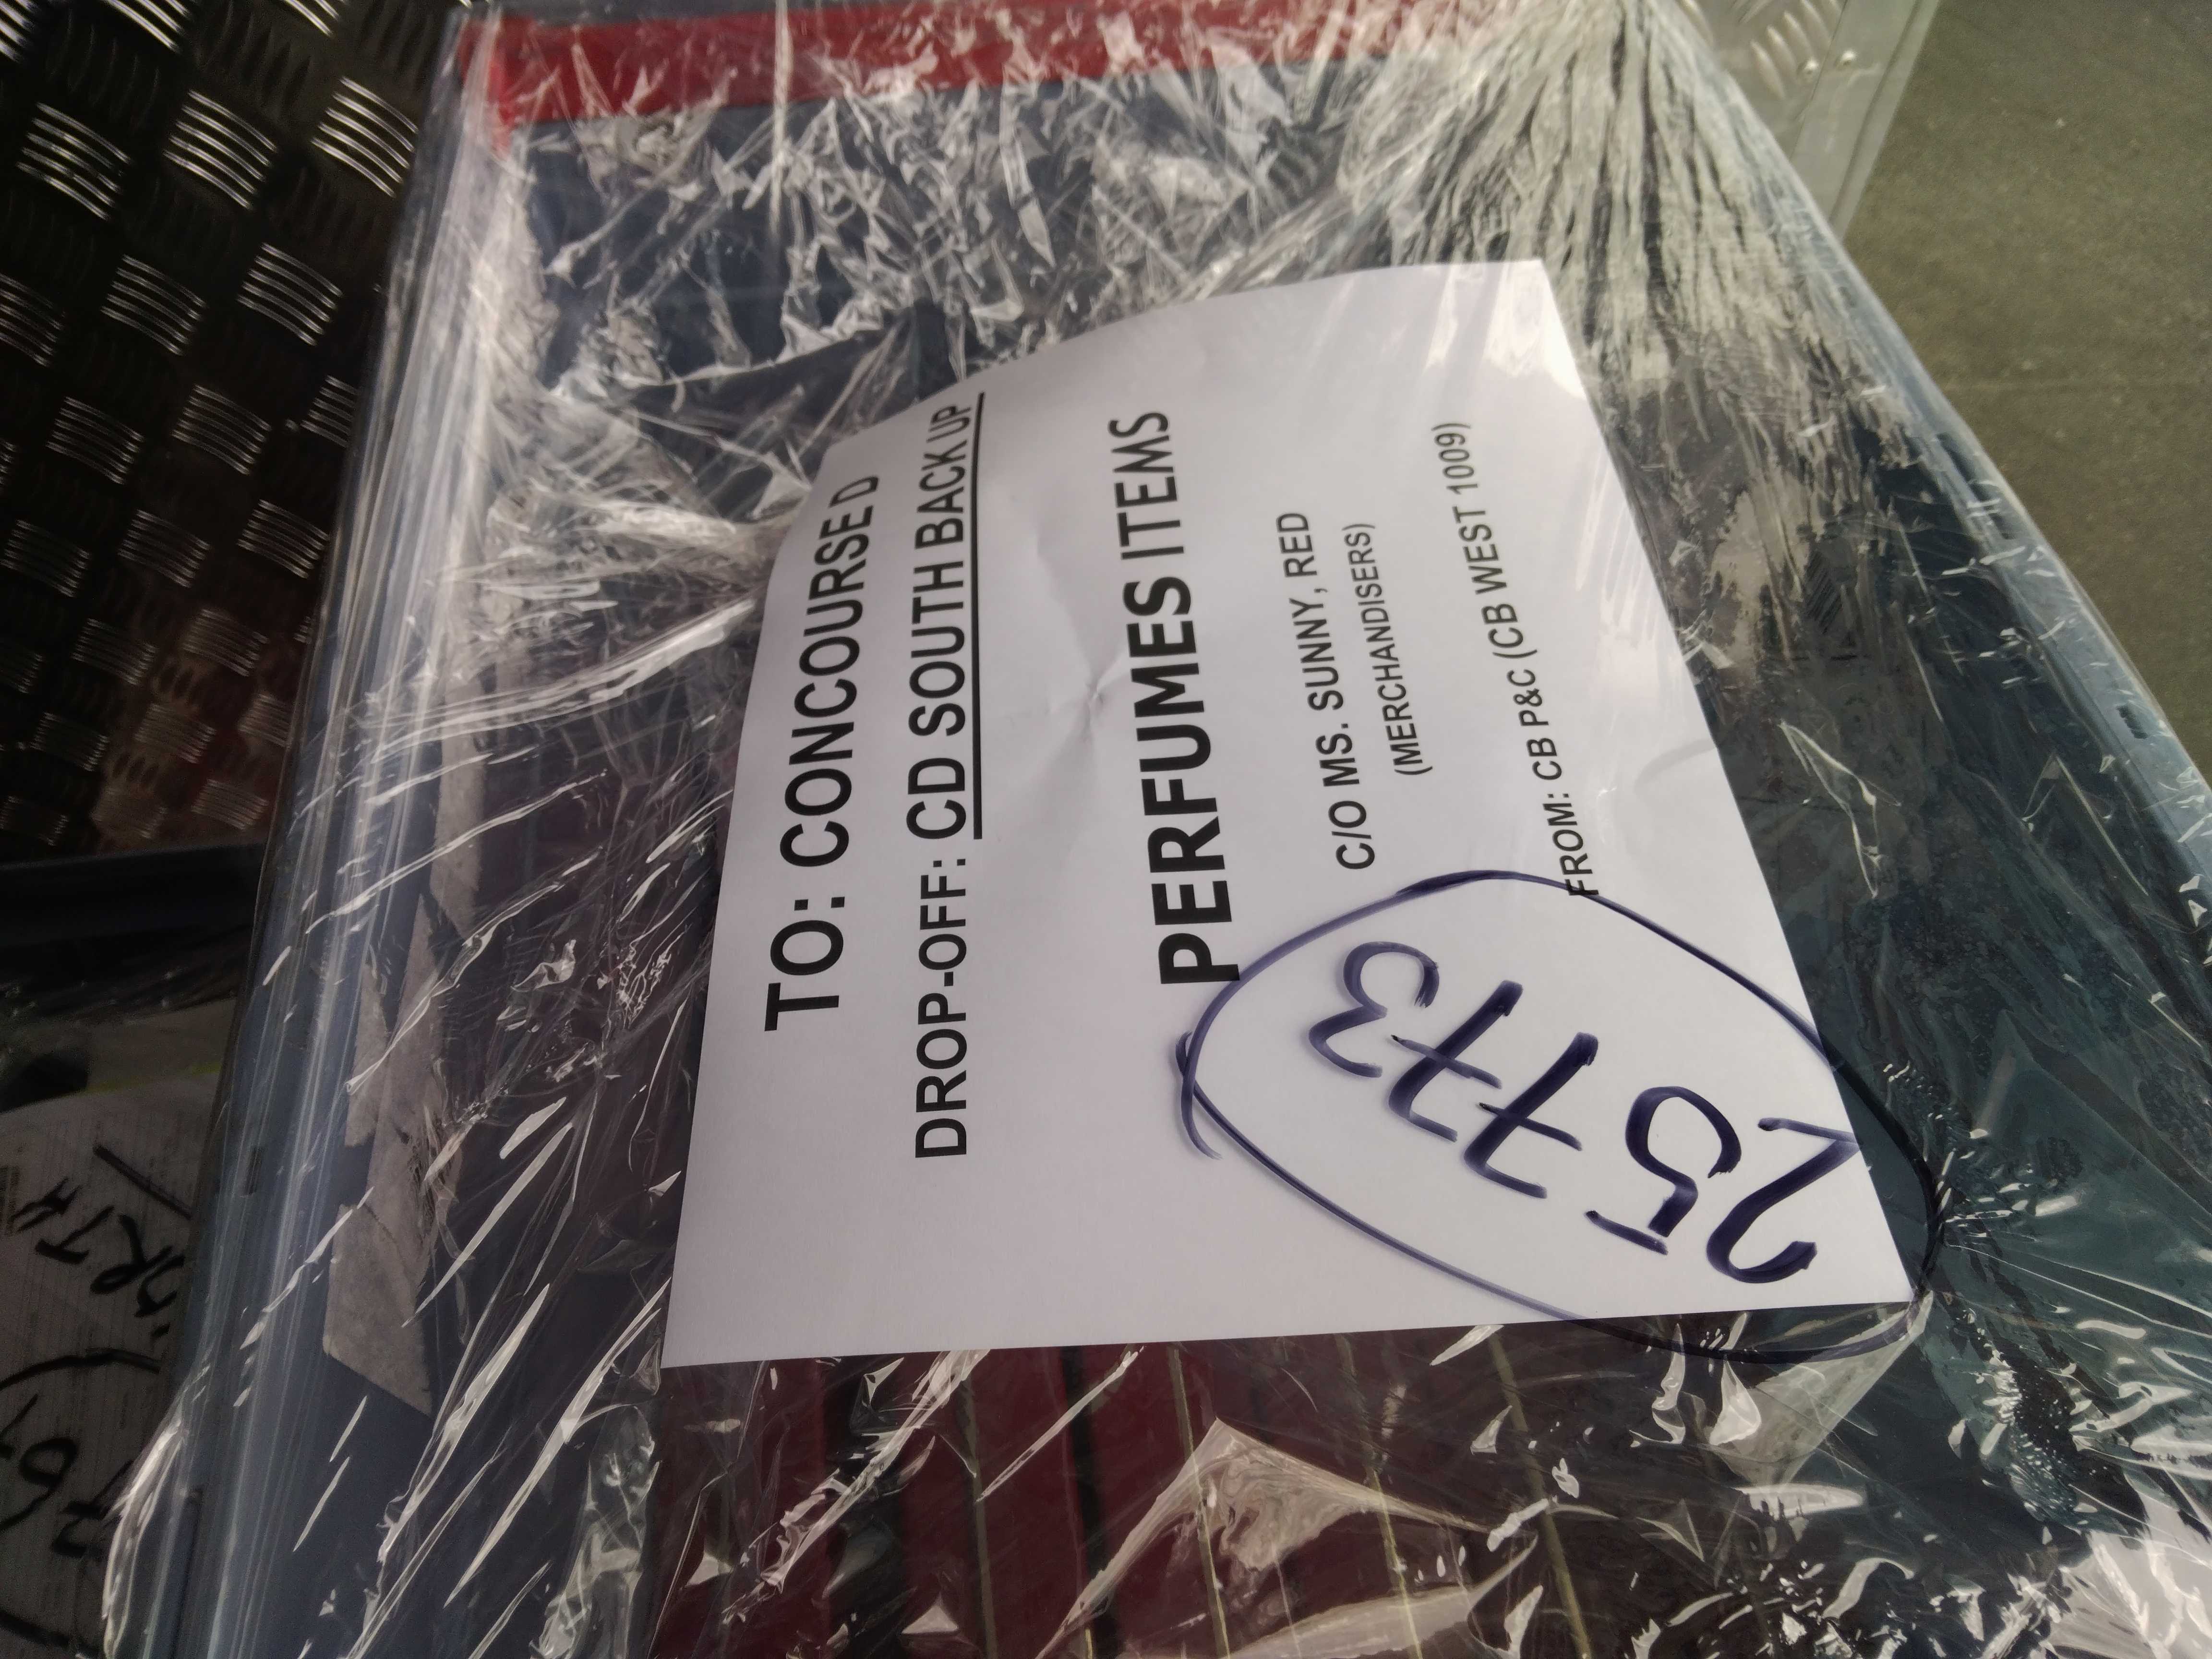 TO: CONCOURSE D
DROP-OFF: CD SOUTH BACK UP
PERFUMES ITEMS
C/O MS. SUNNY, RED
(MERCHANDISERS)
FROM: CB P&C (CB WEST 1009)
25773